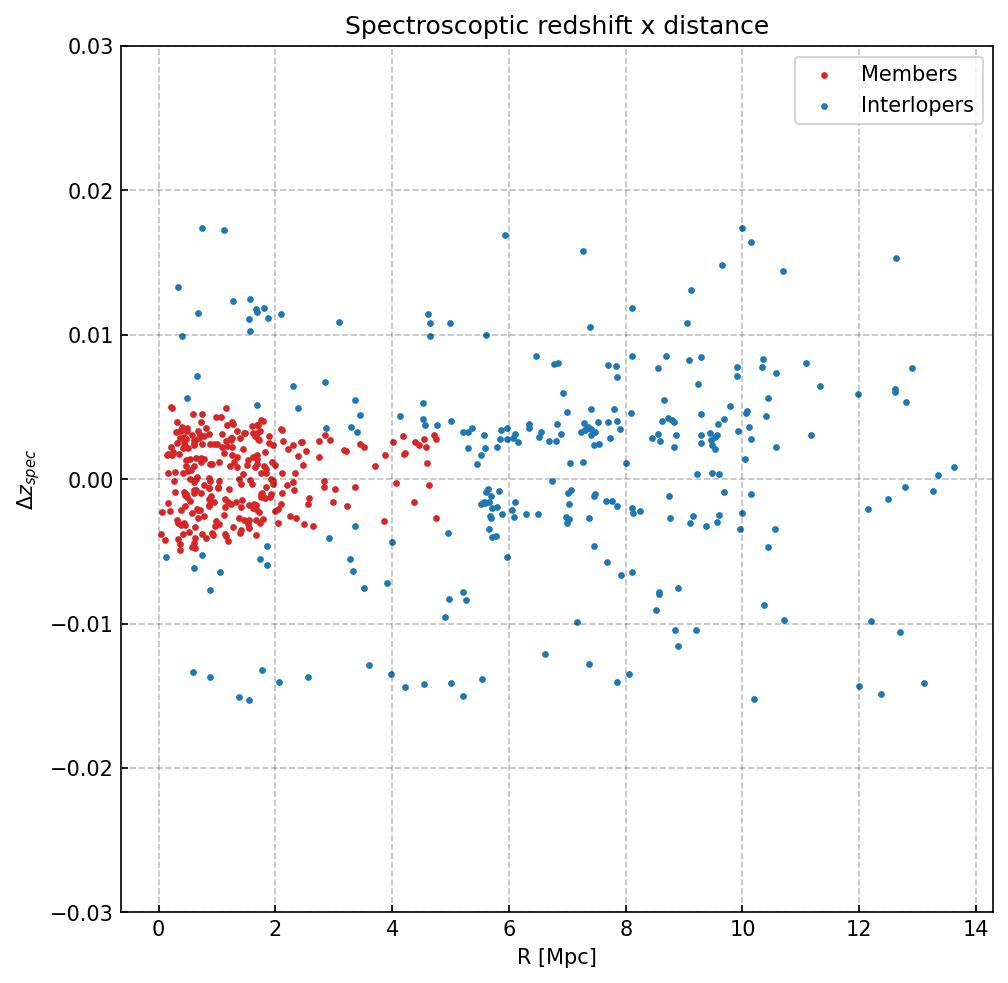 Spectroscoptic redshift x distance
Members
Interlopers
0.03
0.02
0.01
0.00
−0.01
−0.02
−0.03
Δz_spec
0 2 4 6 8 10 12 14
R [Mpc]